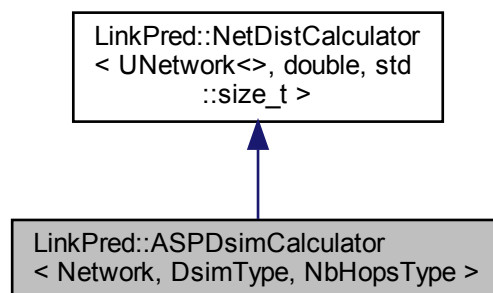 LinkPred::NetDistCalculator
< UNetwork<>, double, std
::size_t >
LinkPred::ASPDsimCalculator
< Network, DsimType, NbHopsType >